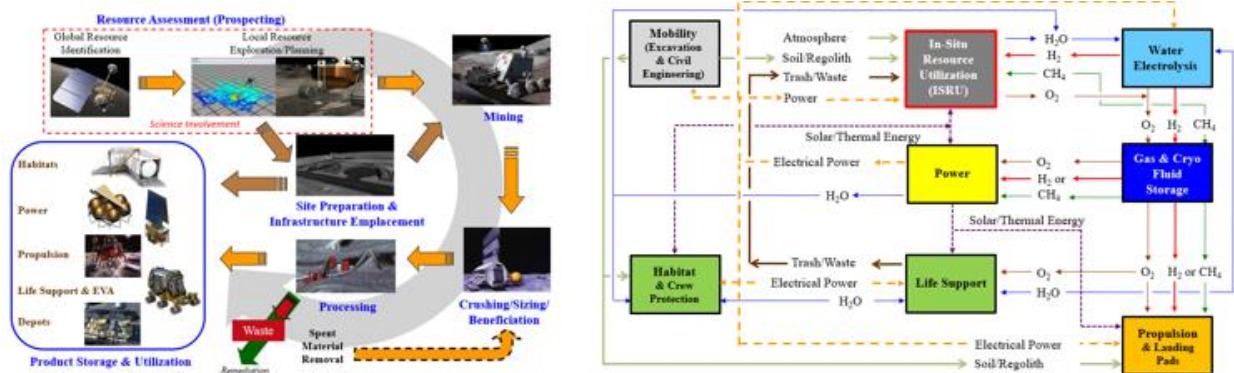 Resource Assessment (Prospecting)
Global Resource
Identification
Local Resource
Exploration/Planning
Science Involvement
Mining
Habitats
Power
Propulsion
Life Support & EVA
Depots
Product Storage & Utilization
Site Preparation &
Infrastructure Emplacement
Processing
Crushing/Sizing/
Beneficiation
Waste
Remediation
Spent
Material
Removal
Mobility
(Excavation
& Civil
Engineering)
Atmosphere
Soil/Regolith
Trash/Waste
Power
In-Situ
Resource
Utilization
(ISRU)
H2O
H2
CH4
O2
Water
Electrolysis
O2
H2
CH4
Solar/Thermal Energy
Electrical Power
H2O
Power
O2
H2 or
CH4
Gas & Cryo
Fluid
Storage
Solar/Thermal Energy
Habitat
& Crew
Protection
Trash/Waste
Electrical Power
H2O
Life Support
O2
H2O
O2
H2 or CH4
Propulsion
& Landing
Pads
Electrical Power
Soil/Regolith